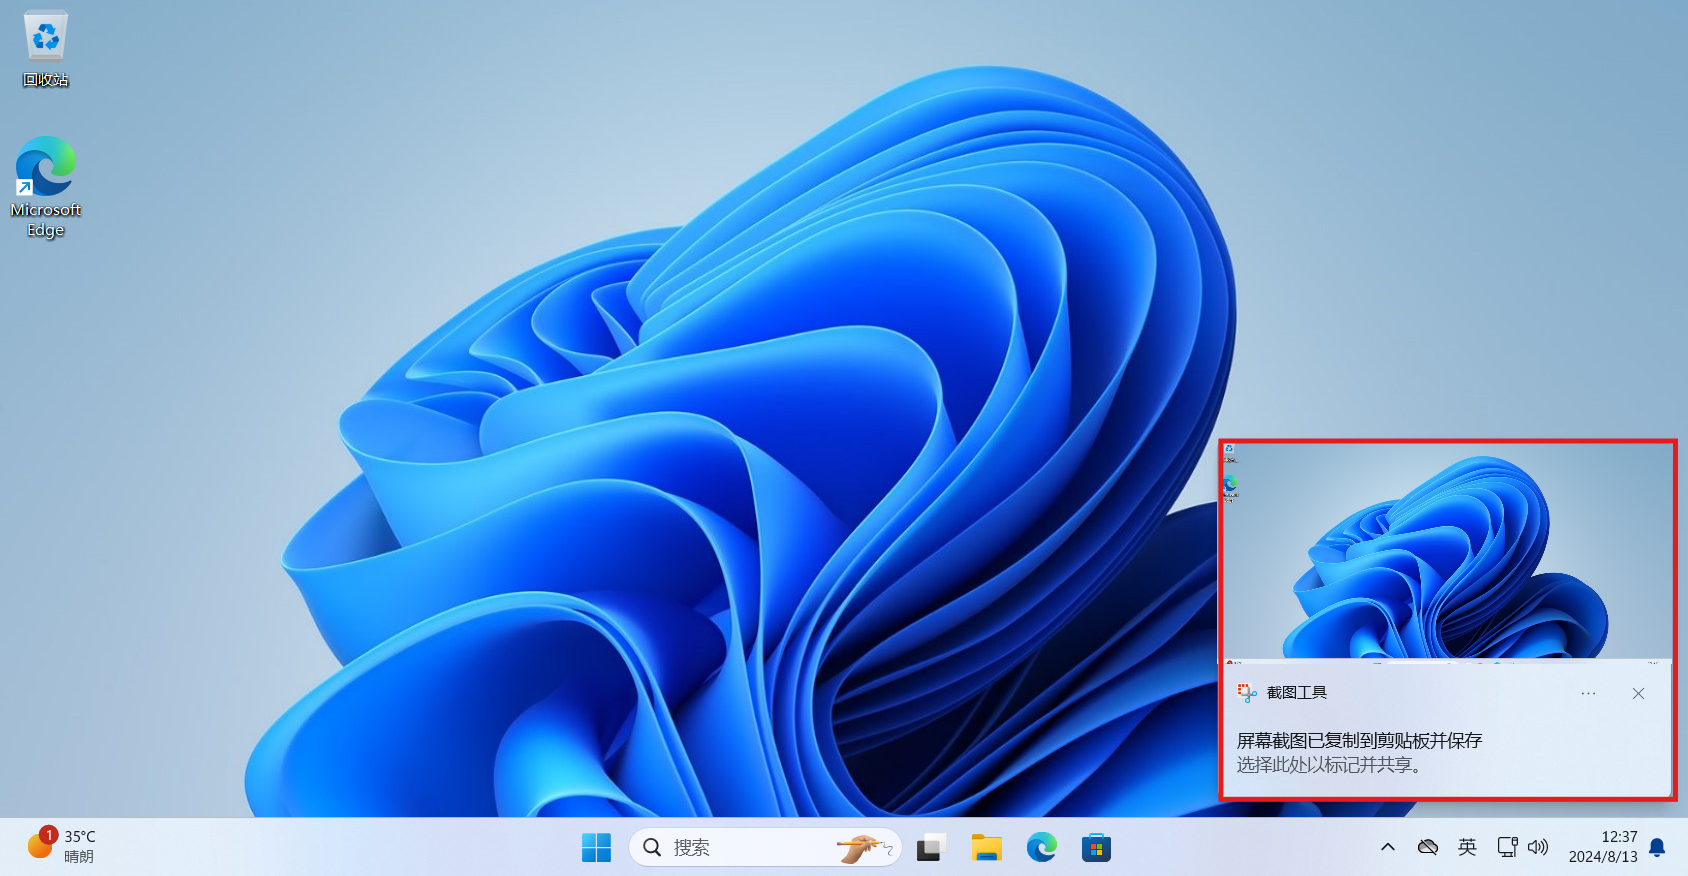 回收站
Microsoft
Edge
截图工具
屏幕截图已复制到剪贴板并保存
选择此处以标记并共享。
1
35°C
晴朗
搜索
英
12:37
2024/8/13